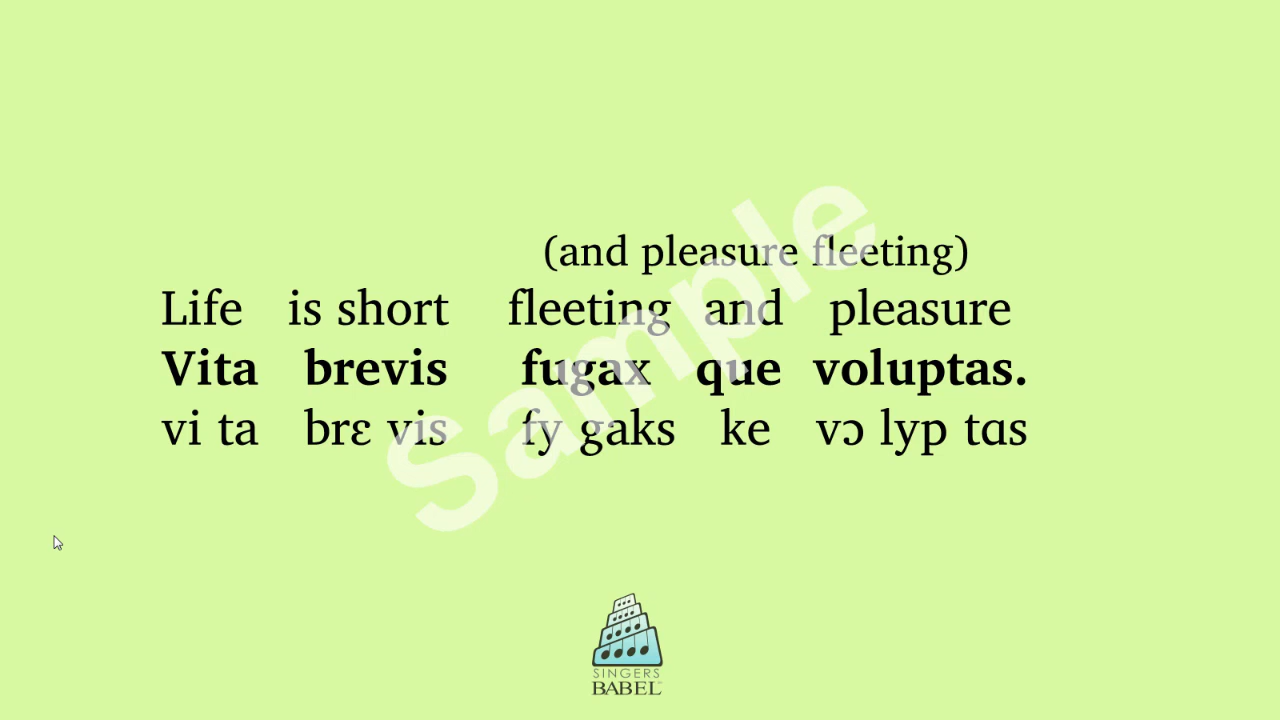 (and pleasure fleeting)
Life is short fleeting and pleasure
Vita brevis fugax que voluptas.
vi ta brɛ vis fy gaks ke vɔ lyp tɑs
Sample
SINGERS
BABEL™